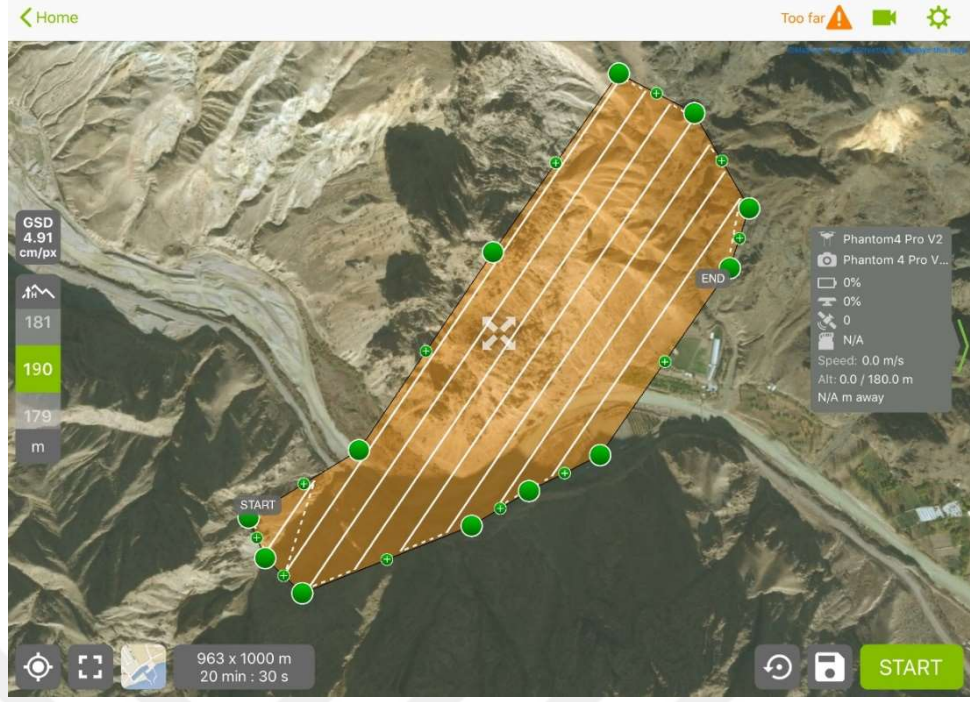 Home
Too far
GSD
4.91
cm/px
181
190
179
m
START
END
Phantom4 Pro V2
Phantom 4 Pro V...
0%
0%
0
N/A
Speed: 0.0 m/s
Alt: 0.0 / 180.0 m
N/A m away
963 x 1000 m
20 min : 30 s
START